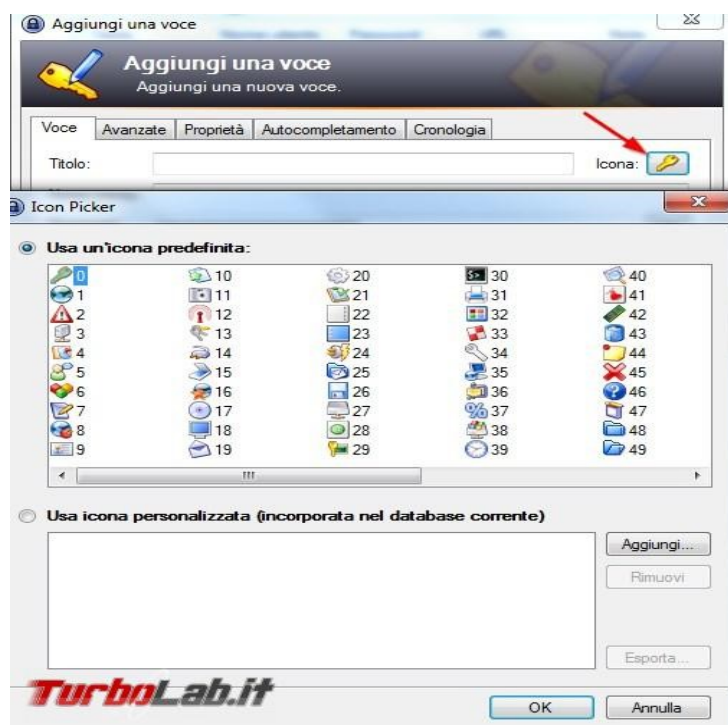 Aggiungi una voce
Aggiungi una voce
Aggiungi una nuova voce.
Voce Avanzate Proprietà Autocompletamento Cronologia
Titolo: Icona:
Icon Picker
Usa un'icona predefinita:
0 10 20 30 40
1 11 21 31 41
2 12 22 32 42
3 13 23 33 43
4 14 24 34 44
5 15 25 35 45
6 16 26 36 46
7 17 27 37 47
8 18 28 38 48
9 19 29 39 49
Usa icona personalizzata (incorporata nel database corrente)
Aggiungi...
Rimuovi
Esporta...
TurboLab.it
OK Annulla